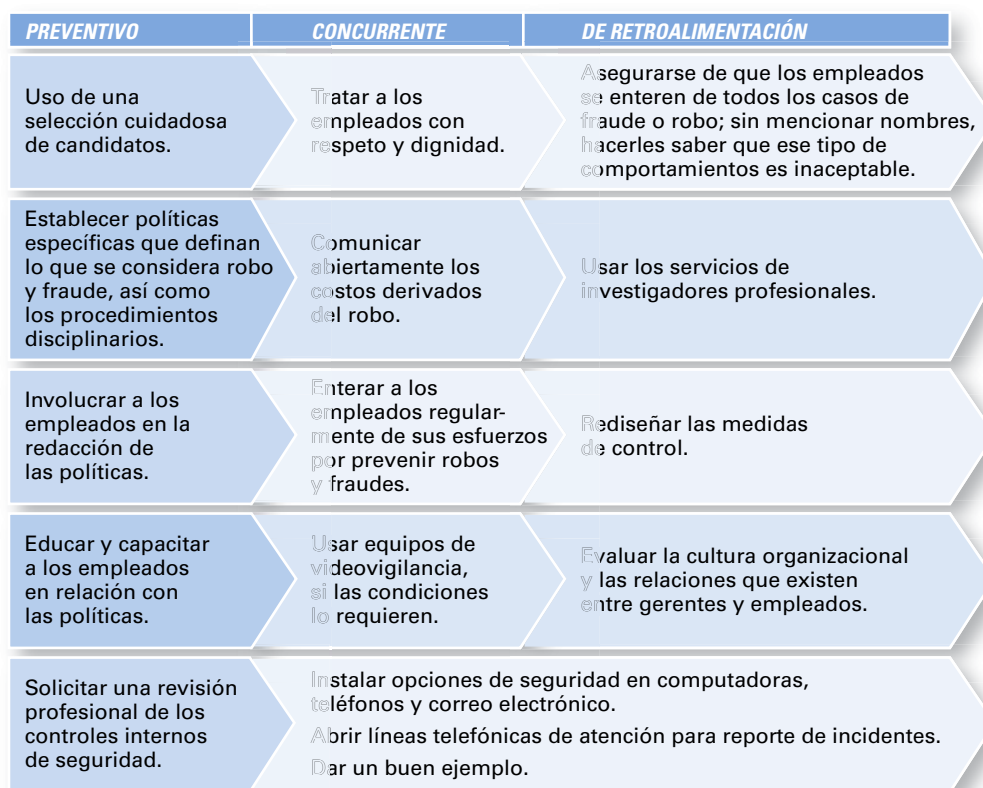 PREVENTIVO
CONCURRENTE
DE RETROALIMENTACIÓN
Uso de una
selección cuidadosa
de candidatos.
Tratar a los
empleados con
respeto y dignidad.
Asegurarse de que los empleados
se enteren de todos los casos de
fraude o robo; sin mencionar nombres,
hacerles saber que ese tipo de
comportamientos es inaceptable.
Establecer políticas
específicas que definan
lo que se considera robo
y fraude, así como
los procedimientos
disciplinarios.
Comunicar
abiertamente los
costos derivados
del robo.
Usar los servicios de
investigadores profesionales.
Involucrar a los
empleados en la
redacción de
las políticas.
Enterar a los
empleados regular-
mente de sus esfuerzos
por prevenir robos
y fraudes.
Rediseñar las medidas
de control.
Educar y capacitar
a los empleados
en relación con
las políticas.
Usar equipos de
videovigilancia,
si las condiciones
lo requieren.
Evaluar la cultura organizacional
y las relaciones que existen
entre gerentes y empleados.
Solicitar una revisión
profesional de los
controles internos
de seguridad.
Instalar opciones de seguridad en computadoras,
teléfonos y correo electrónico.
Abrir líneas telefónicas de atención para reporte de incidentes.
Dar un buen ejemplo.